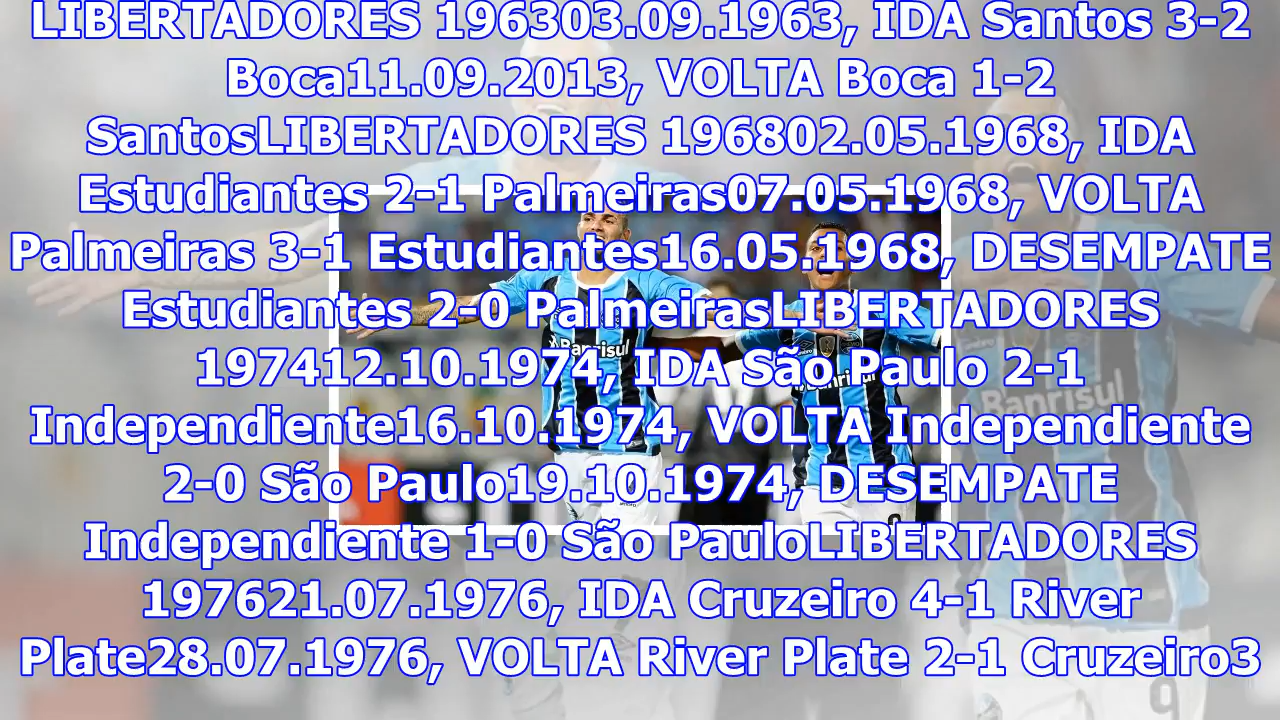 LIBERTADORES 196303.09.1963, IDA Santos 3-2
Boca11.09.2013, VOLTA Boca 1-2
SantosLIBERTADORES 196802.05.1968, IDA
Estudiantes 2-1 Palmeiras07.05.1968, VOLTA
Palmeiras 3-1 Estudiantes16.05.1968, DESEMPATE
Estudiantes 2-0 PalmeirasLIBERTADORES
197412.10.1974, IDA São Paulo 2-1
Independiente16.10.1974, VOLTA Independiente
2-0 São Paulo19.10.1974, DESEMPATE
Independiente 1-0 São PauloLIBERTADORES
197621.07.1976, IDA Cruzeiro 4-1 River
Plate28.07.1976, VOLTA River Plate 2-1 Cruzeiro3
Banrisul
Banrisul
Banrisul